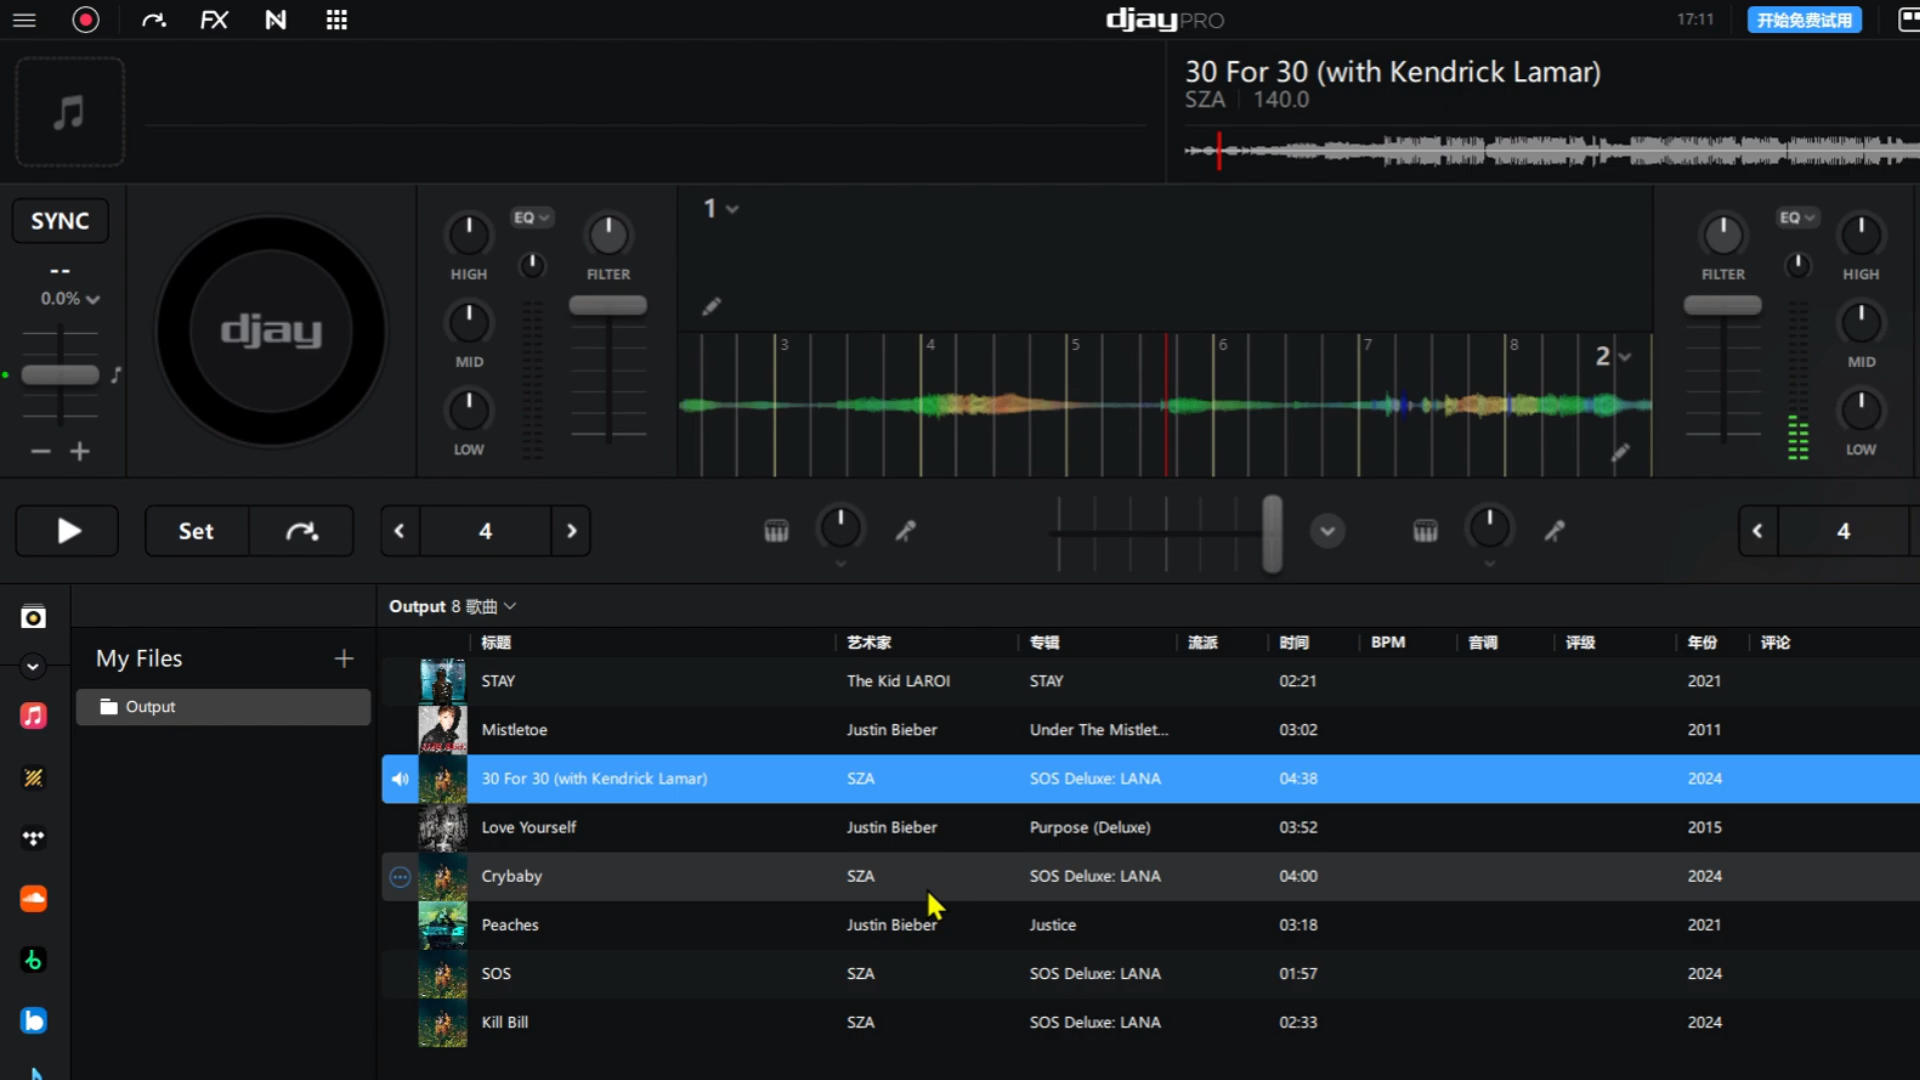 FX
djay PRO
17:11
开始免费试用
30 For 30 (with Kendrick Lamar)
SZA 140.0
SYNC
--
0.0%
djay
HIGH
EQ
FILTER
MID
LOW
1
3 4 5 6 7 8
2
FILTER
EQ
HIGH
MID
LOW
Set
4
4
Output 8 歌曲
My Files
Output
标题 艺术家 专辑 流派 时间 BPM 音调 评级 年份 评论
STAY The Kid LAROI STAY 02:21 2021
Mistletoe Justin Bieber Under The Mistlet... 03:02 2011
30 For 30 (with Kendrick Lamar) SZA SOS Deluxe: LANA 04:38 2024
Love Yourself Justin Bieber Purpose (Deluxe) 03:52 2015
Crybaby SZA SOS Deluxe: LANA 04:00 2024
Peaches Justin Bieber Justice 03:18 2021
SOS SZA SOS Deluxe: LANA 01:57 2024
Kill Bill SZA SOS Deluxe: LANA 02:33 2024